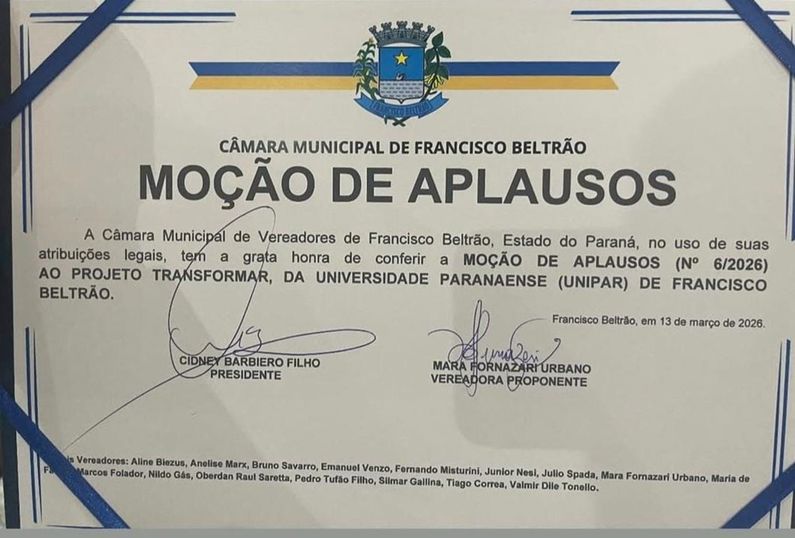 FRANCISCO BELTRÃO
CÂMARA MUNICIPAL DE FRANCISCO BELTRÃO
MOÇÃO DE APLAUSOS
A Câmara Municipal de Vereadores de Francisco Beltrão, Estado do Paraná, no uso de suas
atribuições legais, tem a grata honra de conferir a MOÇÃO DE APLAUSOS (Nº 6/2026)
AO PROJETO TRANSFORMAR, DA UNIVERSIDADE PARANAENSE (UNIPAR) DE FRANCISCO
BELTRÃO.
Francisco Beltrão, em 13 de março de 2026.
CIDNEY BARBIERO FILHO
PRESIDENTE
MARA FORNAZARI URBANO
VEREADORA PROPONENTE
Vereadores: Aline Biezus, Anelise Marx, Bruno Savarro, Emanuel Venzo, Fernando Misturini, Junior Nesi, Julio Spada, Mara Fornazari Urbano, Maria de
Marcos Folador, Nildo Gás, Oberdan Raul Saretta, Pedro Tufão Filho, Silmar Gallina, Tiago Correa, Valmir Dile Tonello.